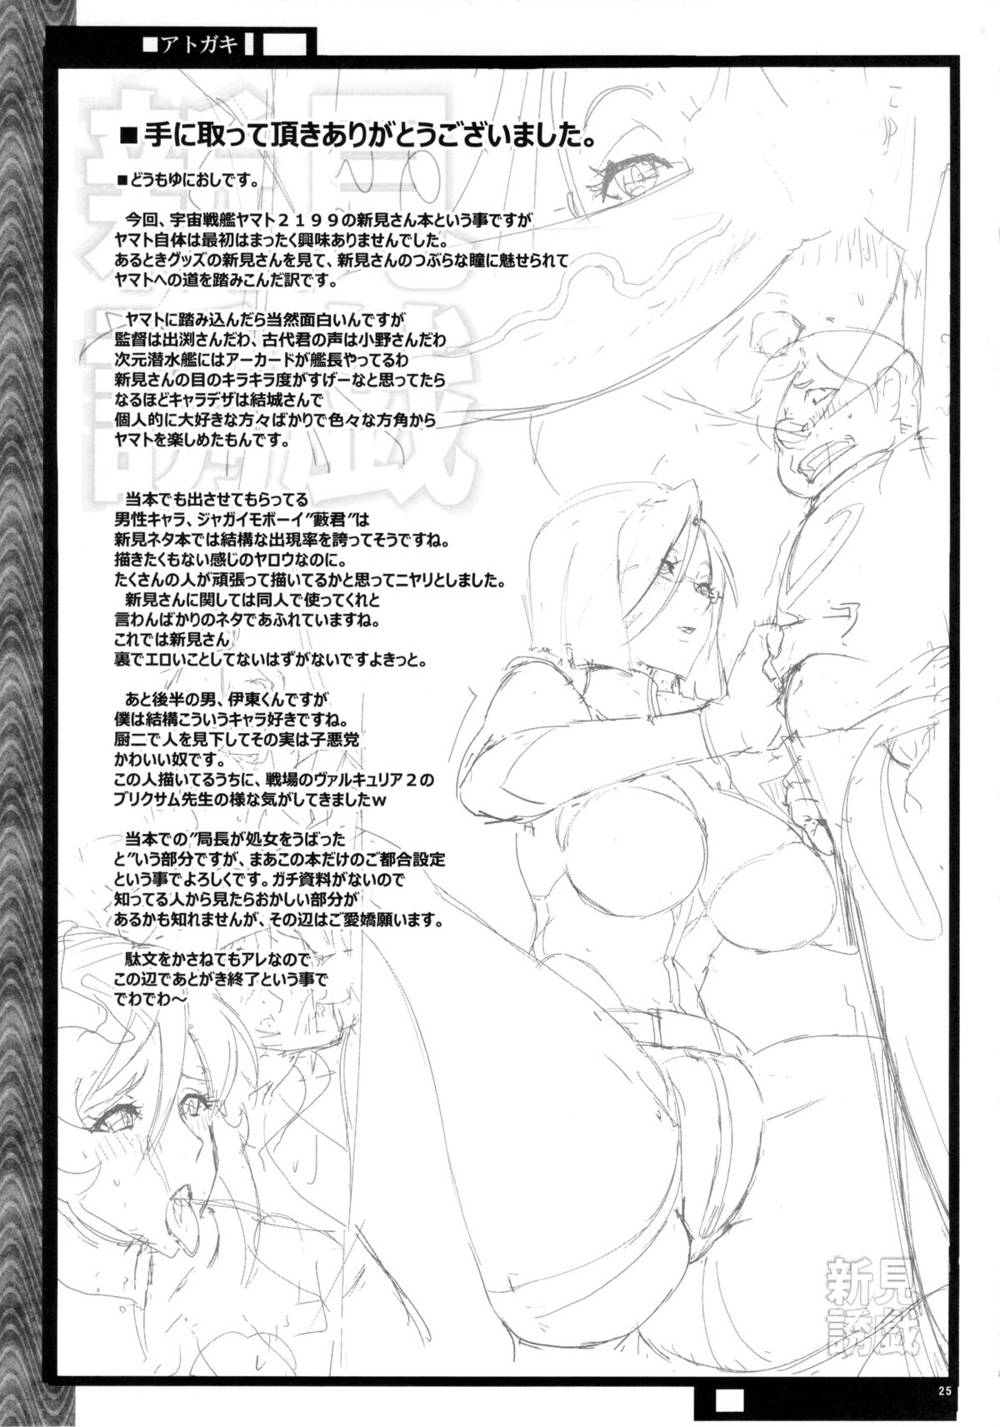 ■アトガキ
■手に取って頂きありがとうございました。
■どうもゆにおしです。
今回、宇宙戦艦ヤマト2199の新見さん本という事ですが
ヤマト自体は最初はまったく興味ありませんでした。
あるときグッズの新見さんを見て、新見さんのつぶらな瞳に魅せられて
ヤマトへの道を踏みこんだ訳です。
ヤマトに踏み込んだら当然面白いんですが
監督は出渕さんだわ、古代君の声は小野さんだわ
次元潜水艦にはアーカードが艦長やってるわ
新見さんの目のキラキラ度がすげーなと思ってたら
なるほどキャラデザは結城さんで
個人的に大好きな方々ばかりで色々な方角から
ヤマトを楽しめたもんです。
当本でも出させてもらってる
男性キャラ、ジャガイモボーイ"藪君"は
新見ネタ本では結構な出現率を誇ってそうですね。
描きたくもない感じのヤロウなのに。
たくさんの人が頑張って描いてるかと思ってニヤリとしました。
新見さんに関しては同人で使ってくれと
言わんばかりのネタであふれていますね。
これでは新見さん
裏でエロいことしてないはずがないですよきっと。
あと後半の男、伊東くんですが
僕は結構こういうキャラ好きですね。
厨二で人を見下してその実は子悪党
かわいい奴です。
この人描いてるうちに、戦場のヴァルキュリア2の
ブリクサム先生の様な気がしてきましたｗ
当本での"局長が処女をうばった
と"いう部分ですが、まあこの本だけのご都合設定
という事でよろしくです。ガチ資料がないので
知ってる人から見たらおかしい部分が
あるかも知れませんが、その辺はご愛嬌願います。
駄文をかさねてもアレなので
この辺であとがき終了という事で
でわでわ～
新見
誘戯
25